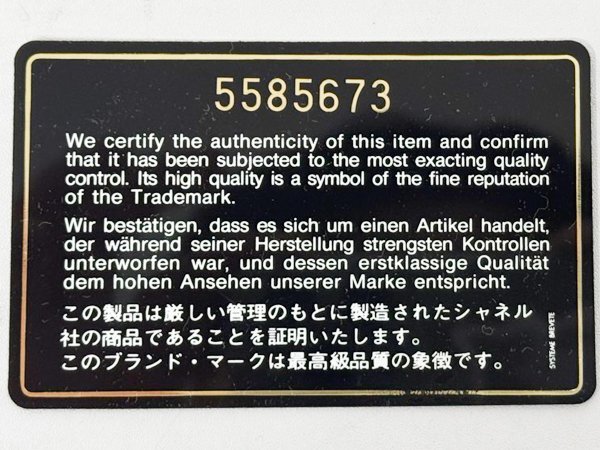 5585673
We certify the authenticity of this item and confirm
that it has been subjected to the most exacting quality
control. Its high quality is a symbol of the fine reputation
of the Trademark.
Wir bestätigen, dass es sich um einen Artikel handelt,
der während seiner Herstellung strengsten Kontrollen
unterworfen war, und dessen erstklassige Qualität
dem hohen Ansehen unserer Marke entspricht.
この製品は厳しい管理のもとに製造されたシャネル
社の商品であることを証明いたします。
このブランド・マークは最高級品質の象徴です。
SYSTEME BREVETE